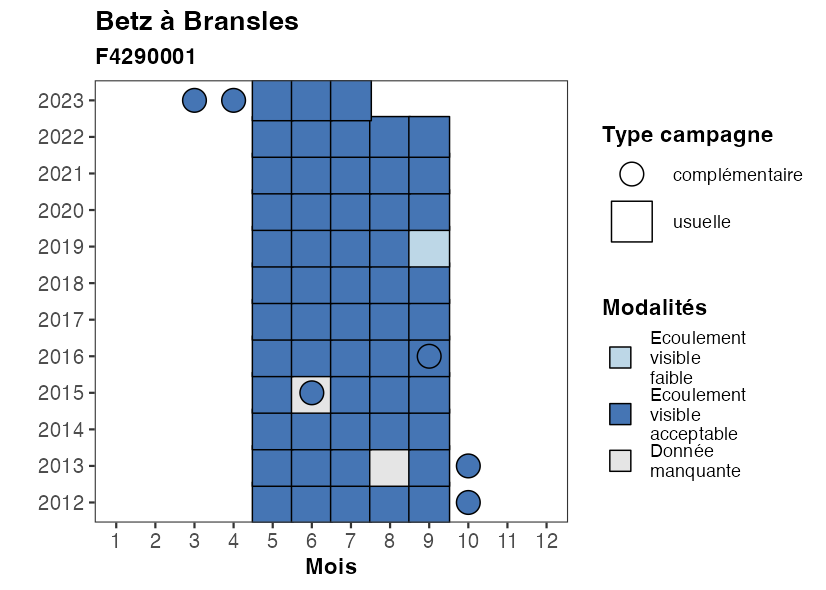 Betz à Bransles
F4290001
2023
2022
2021
2020
2019
2018
2017
2016
2015
2014
2013
2012
1 2 3 4 5 6 7 8 9 10 11 12
Mois
Type campagne
complémentaire
usuelle
Modalités
Ecoulement
visible
faible
Ecoulement
visible
acceptable
Donnée
manquante